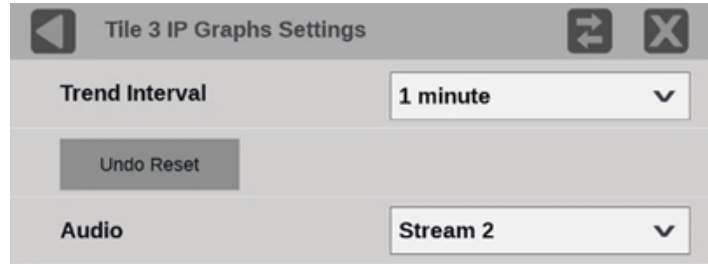 Tile 3 IP Graphs Settings
Trend Interval
1 minute
Undo Reset
Audio
Stream 2